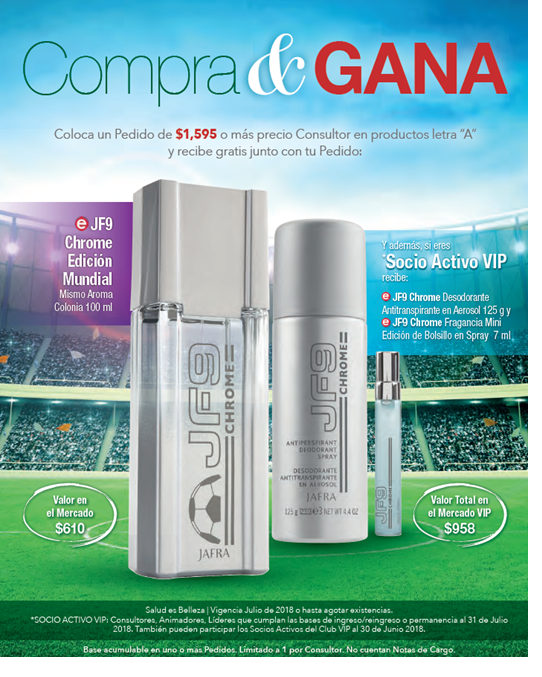 Compra & GANA
Coloca un Pedido de $1,595 o más precio Consultor en productos letra "A"
y recibe gratis junto con tu Pedido:
e JF9
Chrome
Edición
Mundial
Mismo Aroma
Colonia 100 ml
Y además, si eres
*Socio Activo VIP
recibe:
e JF9 Chrome Desodorante
Antitranspirante en Aerosol 125 g y
e JF9 Chrome Fragancia Mini
Edición de Bolsillo en Spray 7 ml
JF9
CHROME
JAFRA
JF9
CHROME
ANTIPERSPIRANT
DEODORANT
SPRAY
DESODORANTE
ANTITRANSPIRANTE
EN AEROSOL
JAFRA
125 g NET WT 4.4 OZ.
JF9
CHROME
Valor en
el Mercado
$610
Valor Total en
el Mercado VIP
$958
Salud es Belleza | Vigencia Julio de 2018 o hasta agotar existencias.
*SOCIO ACTIVO VIP: Consultores, Animadores, Líderes que cumplan las bases de ingreso/reingreso o permanencia al 31 de Julio
2018. También pueden participar los Socios Activos del Club VIP al 30 de Junio 2018.
Base acumulable en uno o mas Pedidos. Limitado a 1 por Consultor. No cuentan Notas de Cargo.